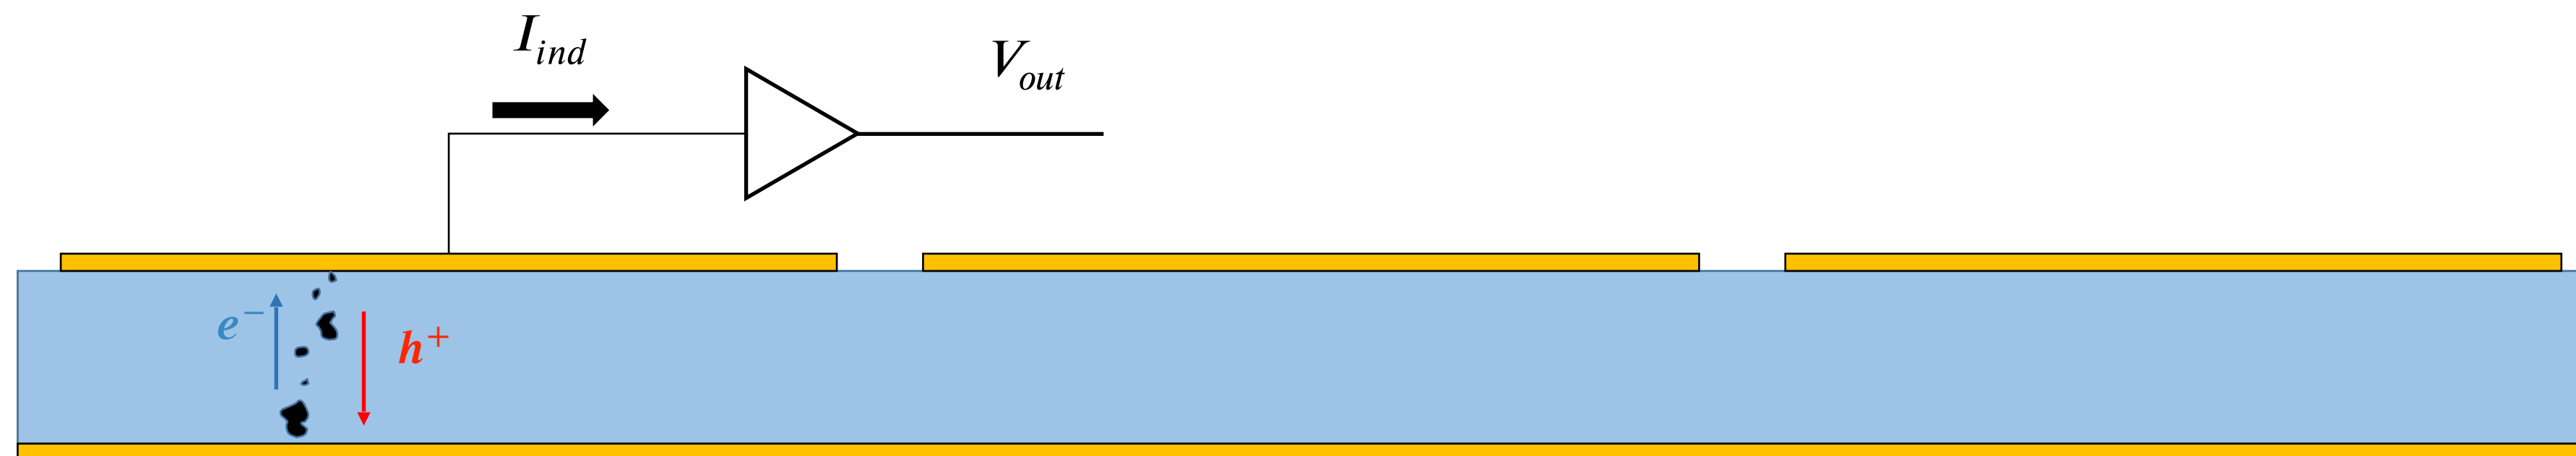 I_ind
V_out
e⁻
h⁺